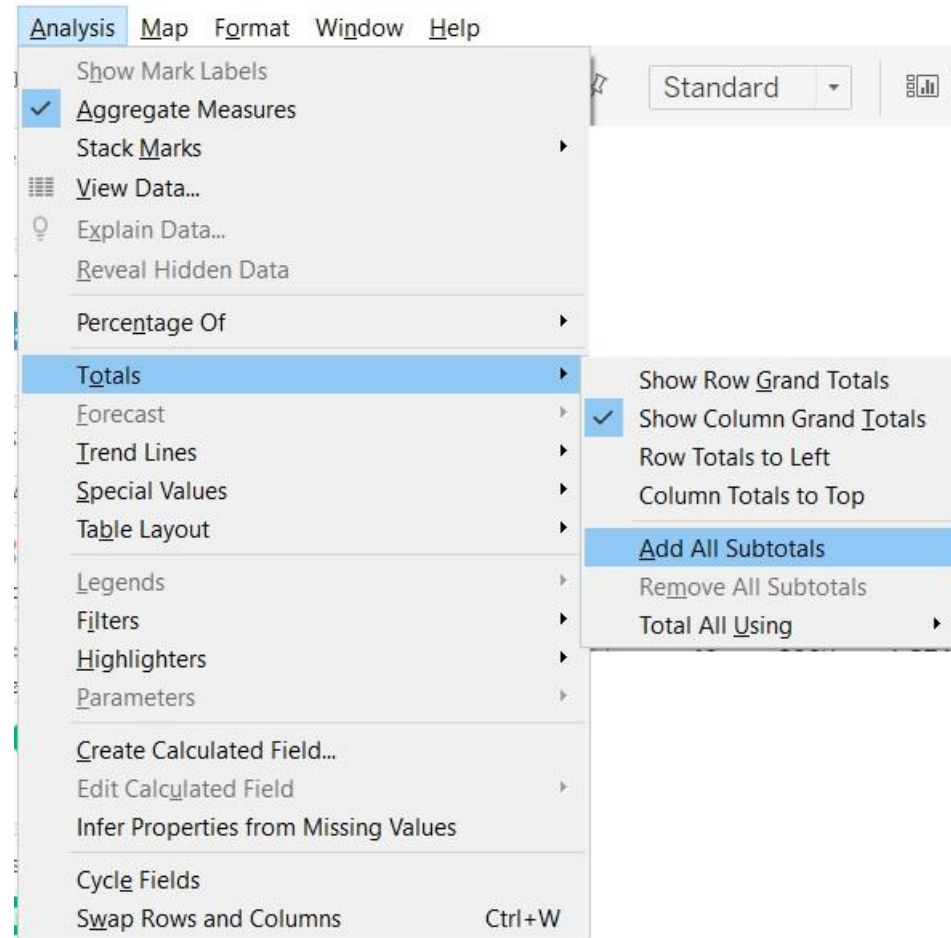 Analysis Map Format Window Help
Show Mark Labels
Standard
Aggregate Measures
Stack Marks
View Data...
Explain Data...
Reveal Hidden Data
Percentage Of
Totals
Forecast
Trend Lines
Special Values
Table Layout
Legends
Filters
Highlighters
Parameters
Create Calculated Field...
Edit Calculated Field
Infer Properties from Missing Values
Cycle Fields
Swap Rows and Columns Ctrl+W
Show Row Grand Totals
Show Column Grand Totals
Row Totals to Left
Column Totals to Top
Add All Subtotals
Remove All Subtotals
Total All Using